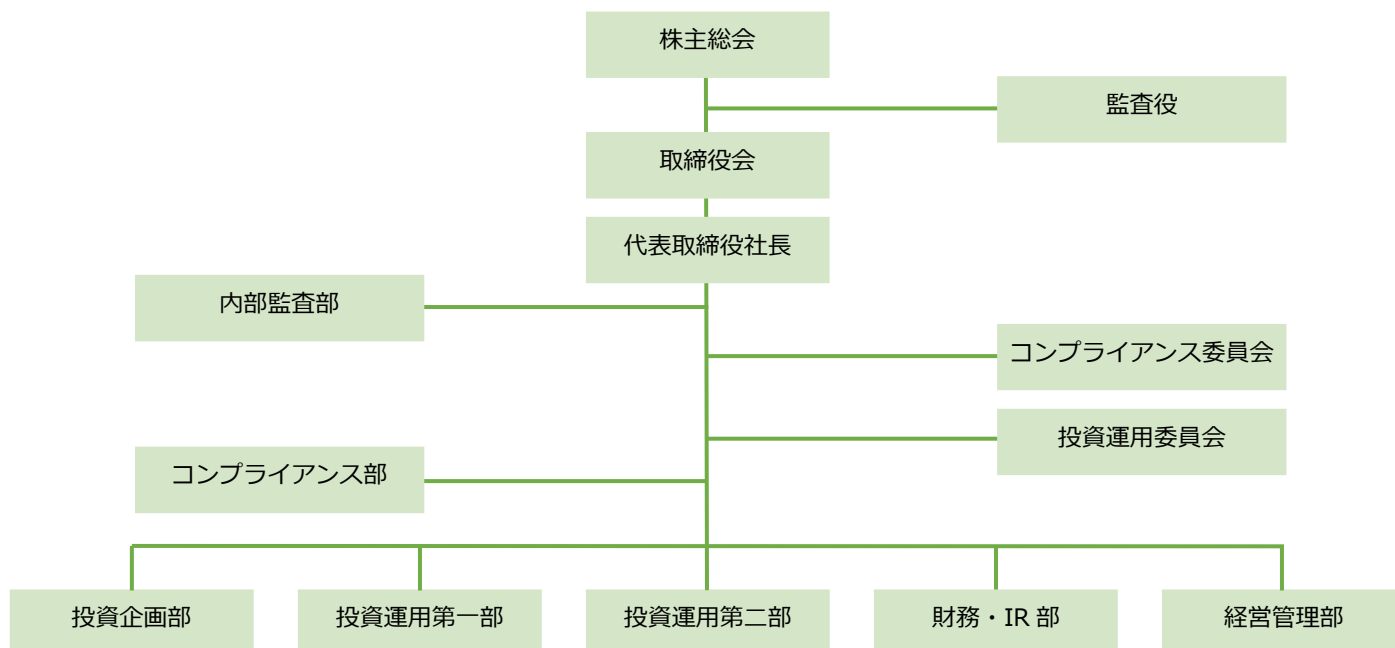 株主総会
監査役
取締役会
代表取締役社長
内部監査部
コンプライアンス委員会
投資運用委員会
コンプライアンス部
投資企画部
投資運用第一部
投資運用第二部
財務・IR 部
経営管理部